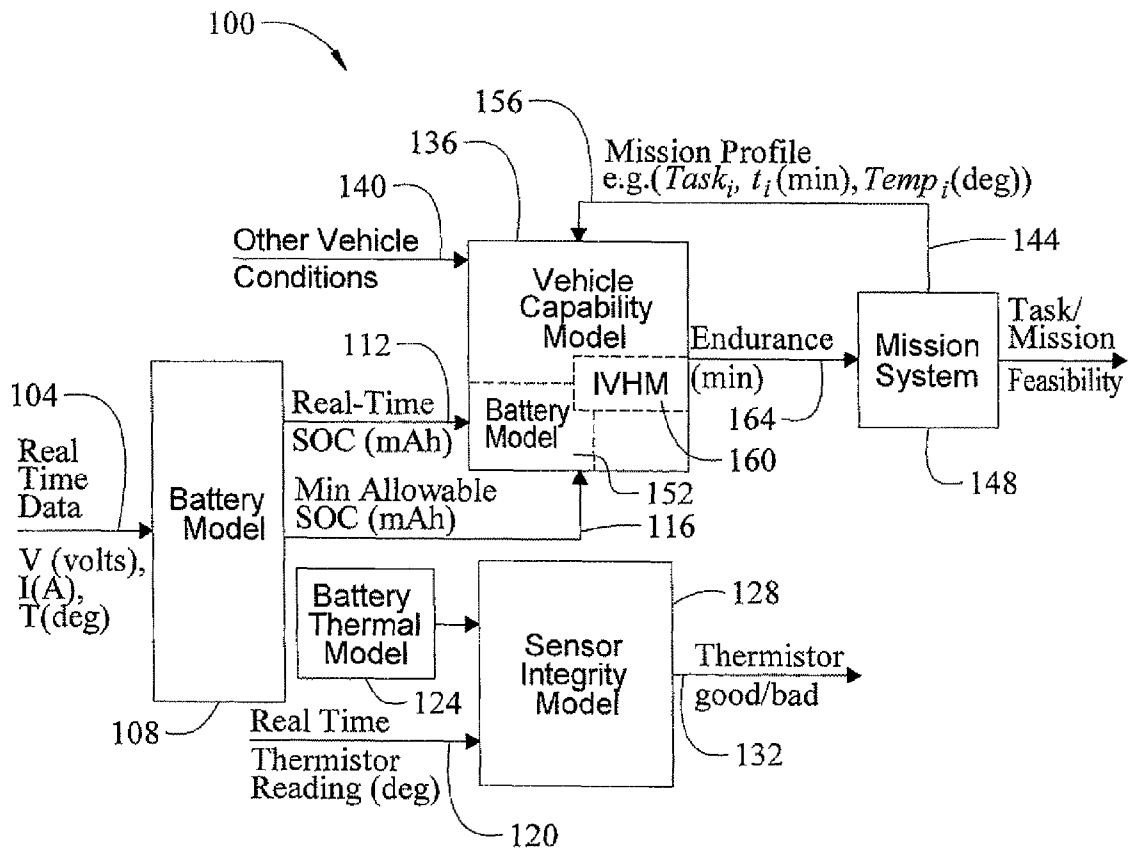 100
156
136
Mission Profile
e.g.(Task_i, t_i(min), Temp_i(deg))
140
144
Other Vehicle
Conditions
Vehicle
Capability
Model
112
Endurance
(min)
Mission
System
Task/
Mission
Feasibility
104
Real-Time
SOC (mAh)
IVHM
Battery
Model
164
Real
Time
Data
160
148
Battery
Model
Min Allowable
SOC (mAh)
152
116
V (volts),
I(A),
T(deg)
Battery
Thermal
Model
128
Sensor
Integrity
Model
Thermistor
good/bad
124
108
Real Time
Thermistor
Reading (deg)
132
120